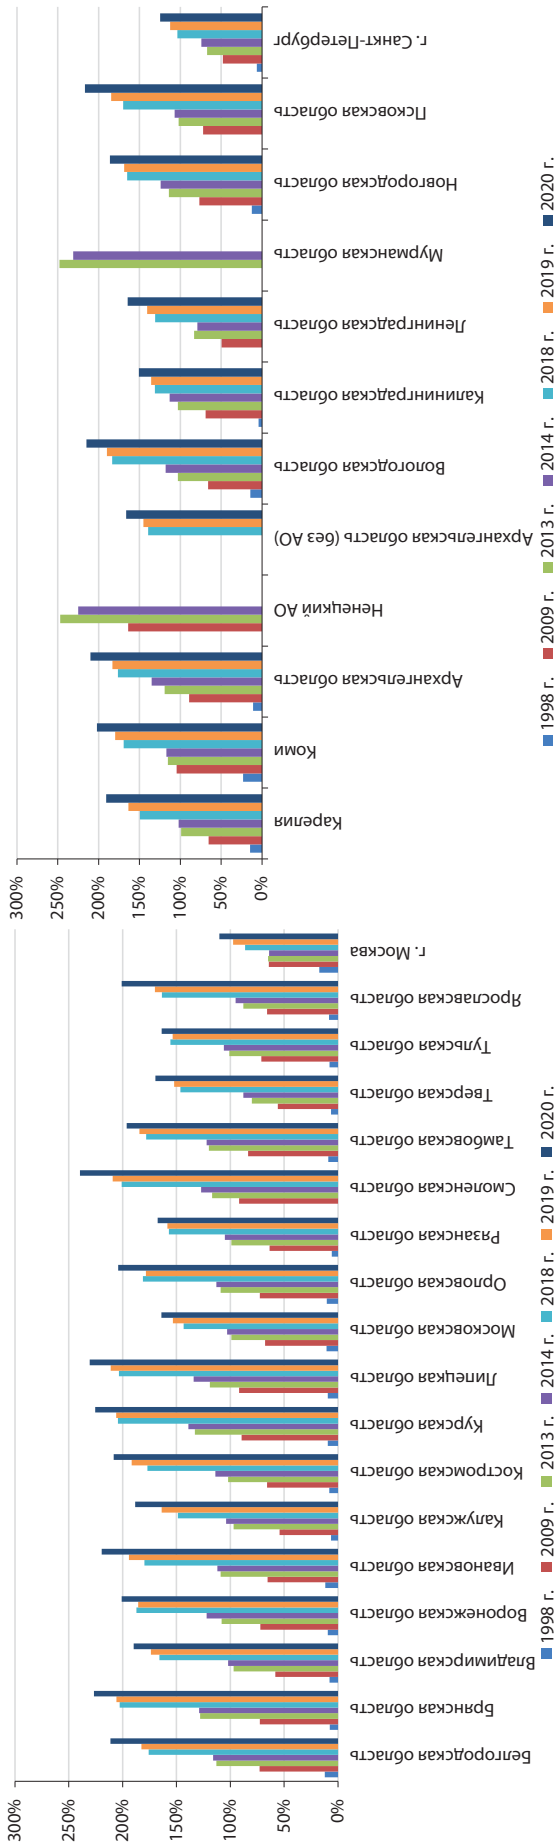 300%
250%
200%
150%
100%
50%
0%
Белгородская область
Брянская область
Владимирская область
Воронежская область
Ивановская область
Калужская область
Костромская область
Курская область
Липецкая область
Московская область
Орловская область
Рязанская область
Смоленская область
Тамбовская область
Тверская область
Тульская область
Ярославская область
г. Москва
1998 г. 2009 г. 2013 г. 2014 г. 2018 г. 2019 г. 2020 г.
300%
250%
200%
150%
100%
50%
0%
Карелия
Коми
Архангельская область
Ненецкий АО
Архангельская область (без АО)
Вологодская область
Калининградская область
Ленинградская область
Мурманская область
Новгородская область
Псковская область
г. Санкт-Петербург
1998 г. 2009 г. 2013 г. 2014 г. 2018 г. 2019 г. 2020 г.